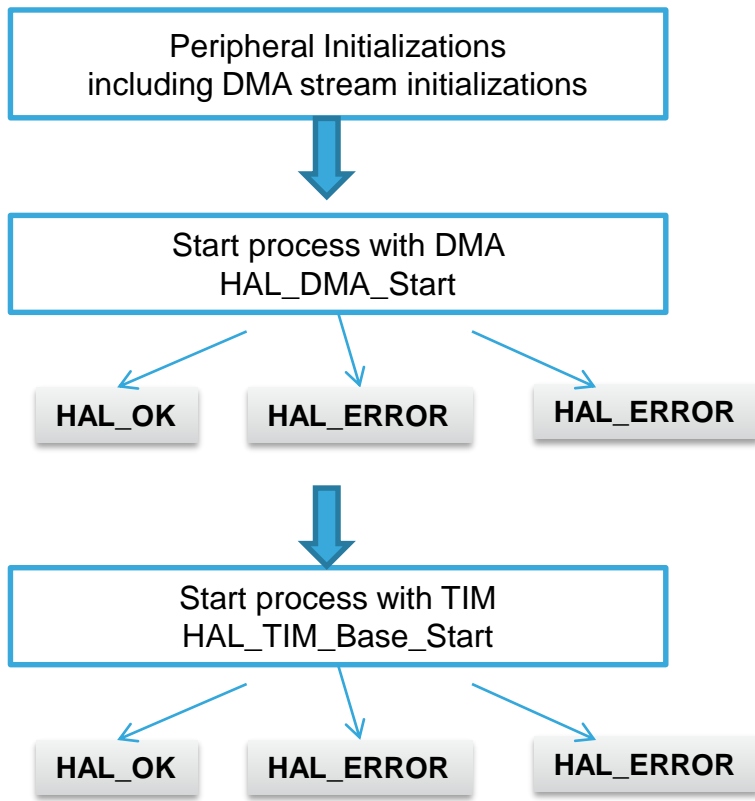 Peripheral Initializations
including DMA stream initializations
Start process with DMA
HAL_DMA_Start
HAL_OK
HAL_ERROR
HAL_ERROR
Start process with TIM
HAL_TIM_Base_Start
HAL_OK
HAL_ERROR
HAL_ERROR